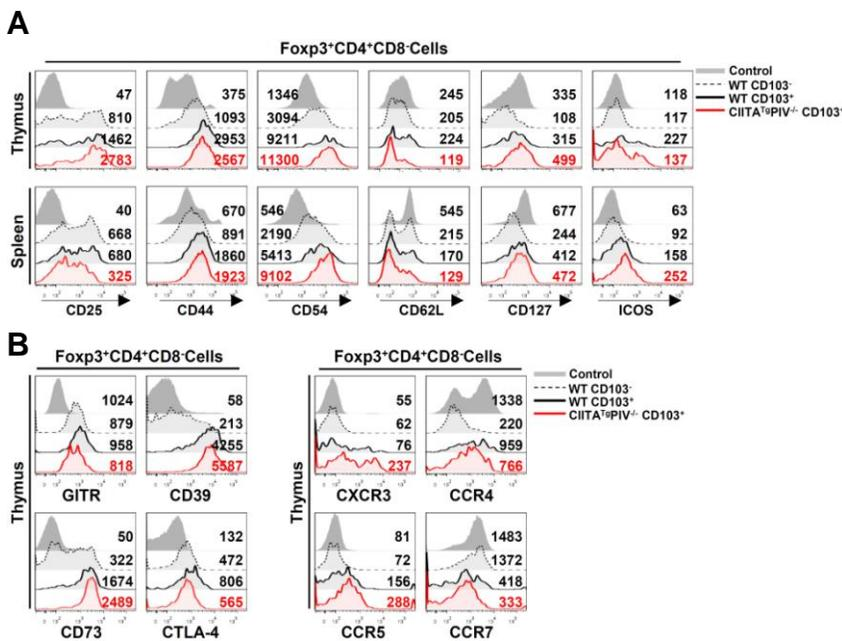 A
Foxp3⁺CD4⁺CD8⁻Cells
Control
WT CD103⁻
WT CD103⁺
CIITAᵀᵍPIV⁻/⁻ CD103⁺
Thymus
47 375 1346 245 335 118
810 1093 3094 205 108 117
1462 2953 9211 224 315 227
2783 2567 11300 119 499 137
Spleen
40 670 546 545 677 63
668 891 2190 215 244 92
680 1860 5413 170 412 158
325 1923 9102 129 472 252
CD25 CD44 CD54 CD62L CD127 ICOS
B
Foxp3⁺CD4⁺CD8⁻Cells
Thymus
1024 58
879 213
958 4255
818 5587
GITR CD39
50 132
322 472
1674 806
2489 565
CD73 CTLA-4
Foxp3⁺CD4⁺CD8⁻Cells
Control
WT CD103⁻
WT CD103⁺
CIITAᵀᵍPIV⁻/⁻ CD103⁺
Thymus
55 1338
62 220
76 959
237 766
CXCR3 CCR4
81 1483
72 1372
156 418
288 333
CCR5 CCR7